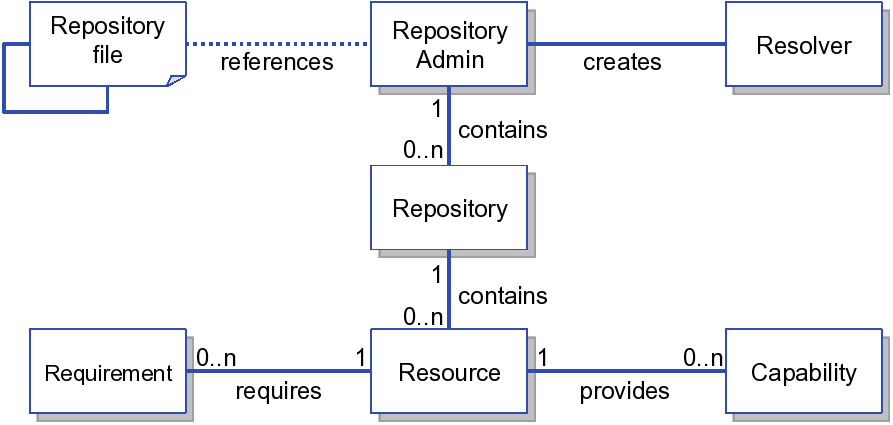 Repository
file
references
Repository
Admin
creates
Resolver
1
contains
0..n
Repository
1
contains
0..n
Requirement
0..n
requires
1
Resource
1
provides
0..n
Capability